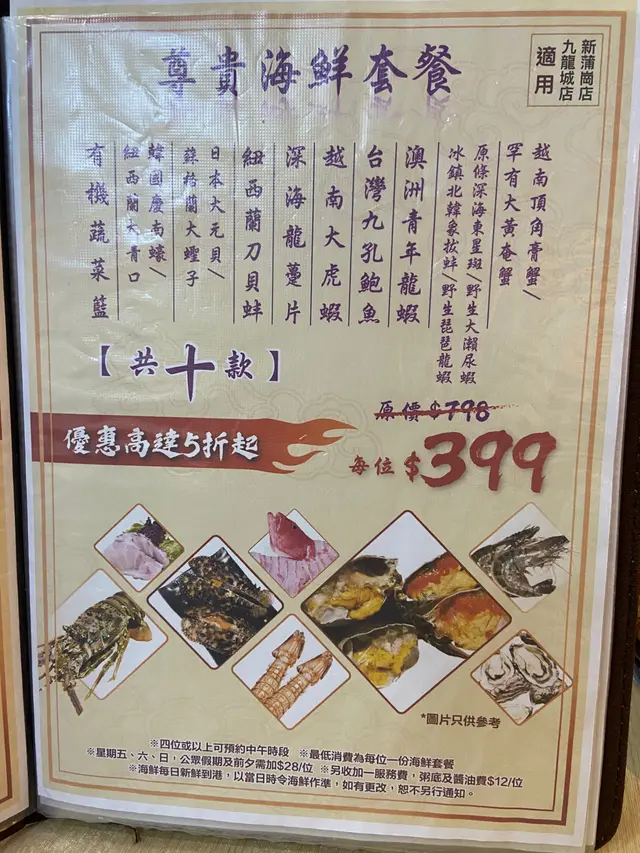 尊貴海鮮套餐
新蒲崗店
九龍城店
適用
越南頂角膏蟹/
罕有大黃奄蟹
原條深海東星斑/野生大瀨尿蝦
冰鎮北韓象拔蚌/野生琵琶龍蝦
澳洲青年龍蝦
台灣九孔鮑魚
越南大虎蝦
深海龍躉片
紐西蘭刀貝蚌
日本大元貝/
蘇格蘭大蟶子
韓國慶南蠔/
紐西蘭大青口
有機蔬菜籃
【共十款】
原價$798
優惠高達5折起
每位$399
*圖片只供參考
※四位或以上可預約中午時段 ※最低消費為每位一份海鮮套餐
※星期五、六、日，公眾假期及前夕需加$28/位 ※另收加一服務費，粥底及醬油費$12/位
※海鮮每日新鮮到港，以當日時令海鮮作準，如有更改，恕不另行通知。